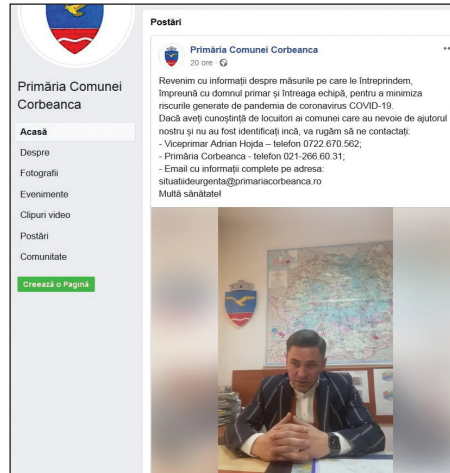 Primăria Comunei
Corbeanca
Acasă
Despre
Fotografii
Evenimente
Clipuri video
Postări
Comunitate
Creează o Pagină
Postări
Primăria Comunei Corbeanca
20 ore ·
Revenim cu informații despre măsurile pe care le întreprindem,
împreună cu domnul primar și întreaga echipă, pentru a minimiza
riscurile generate de pandemia de coronavirus COVID-19.
Dacă aveți cunoștință de locuitori ai comunei care au nevoie de ajutorul
nostru și nu au fost identificați încă, va rugăm să ne contactați:
- Viceprimar Adrian Hojda – telefon 0722.670.562;
- Primăria Corbeanca - telefon 021-266.60.31;
- Email cu informații complete pe adresa:
situatiideurgenta@primariacorbeanca.ro
Multă sănătate!